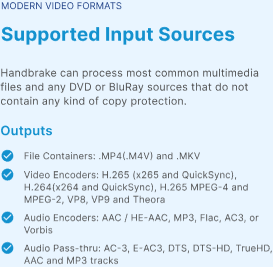 MODERN VIDEO FORMATS
Supported Input Sources
Handbrake can process most common multimedia
files and any DVD or BluRay sources that do not
contain any kind of copy protection.
Outputs
File Containers: .MP4(.M4V) and .MKV
Video Encoders: H.265 (x265 and QuickSync),
H.264(x264 and QuickSync), H.265 MPEG-4 and
MPEG-2, VP8, VP9 and Theora
Audio Encoders: AAC / HE-AAC, MP3, Flac, AC3, or
Vorbis
Audio Pass-thru: AC-3, E-AC3, DTS, DTS-HD, TrueHD,
AAC and MP3 tracks